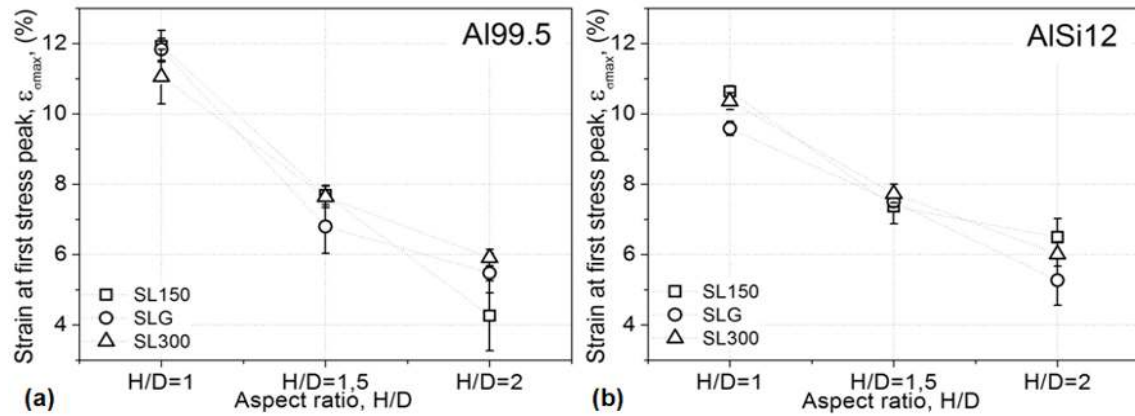 Strain at first stress peak, εσmax, (%)
12
10
8
6
4
Al99.5
SL150
SLG
SL300
H/D=1
H/D=1,5
H/D=2
Aspect ratio, H/D
(a)
Strain at first stress peak, εσmax, (%)
12
10
8
6
4
AlSi12
SL150
SLG
SL300
H/D=1
H/D=1,5
H/D=2
Aspect ratio, H/D
(b)